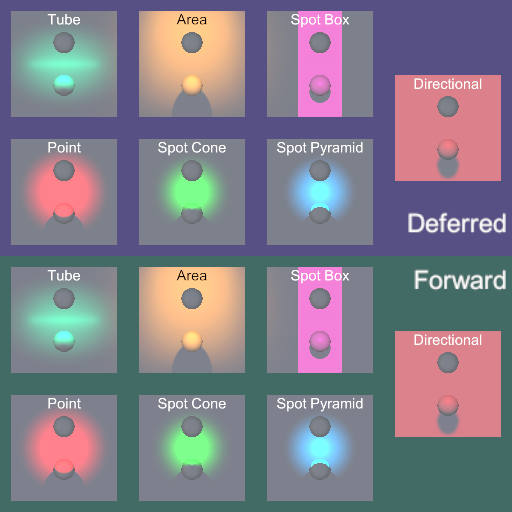 Tube
Area
Spot Box
Directional
Point
Spot Cone
Spot Pyramid
Deferred
Tube
Area
Spot Box
Forward
Directional
Point
Spot Cone
Spot Pyramid